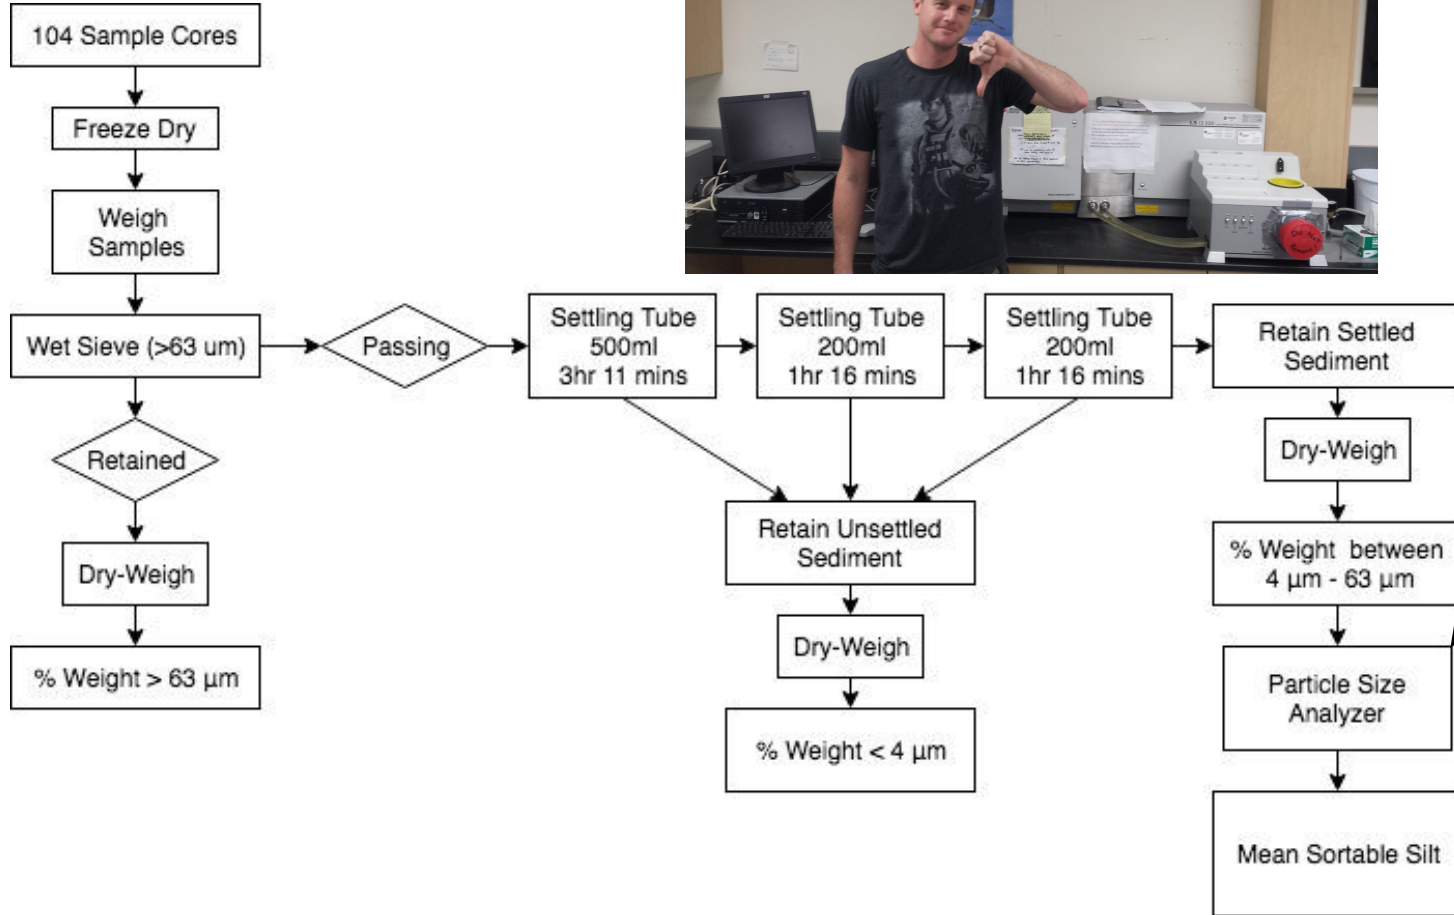 104 Sample Cores
Freeze Dry
Weigh
Samples
Wet Sieve (>63 um)
Passing
Settling Tube
500ml
3hr 11 mins
Settling Tube
200ml
1hr 16 mins
Settling Tube
200ml
1hr 16 mins
Retain Settled
Sediment
Retained
Dry-Weigh
% Weight > 63 µm
Retain Unsettled
Sediment
Dry-Weigh
% Weight < 4 µm
Dry-Weigh
% Weight between
4 µm - 63 µm
Particle Size
Analyzer
Mean Sortable Silt
Do Not